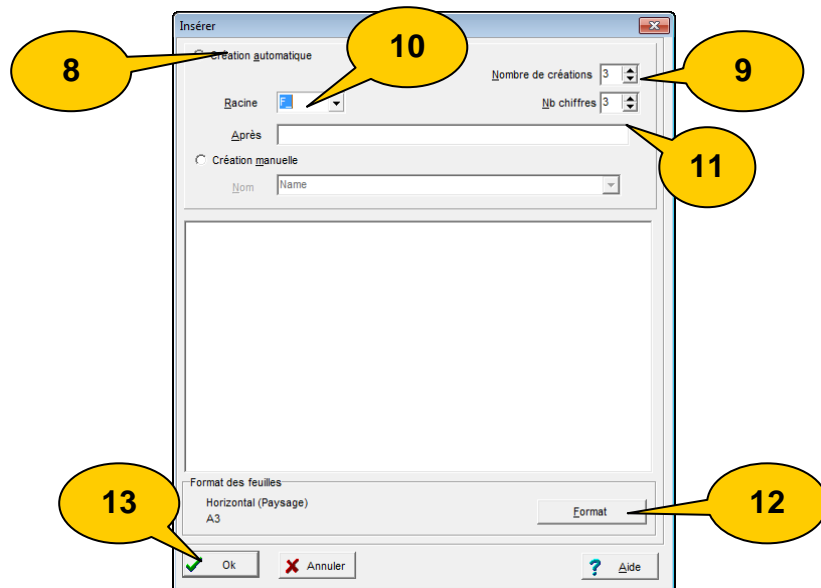 Insérer
8
Création automatique
10
Nombre de créations 3
9
Racine F_
Nb chiffres 3
Après
11
Création manuelle
Nom Name
Format des feuilles
Horizontal (Paysage)
A3
Format
12
13
Ok
Annuler
? Aide